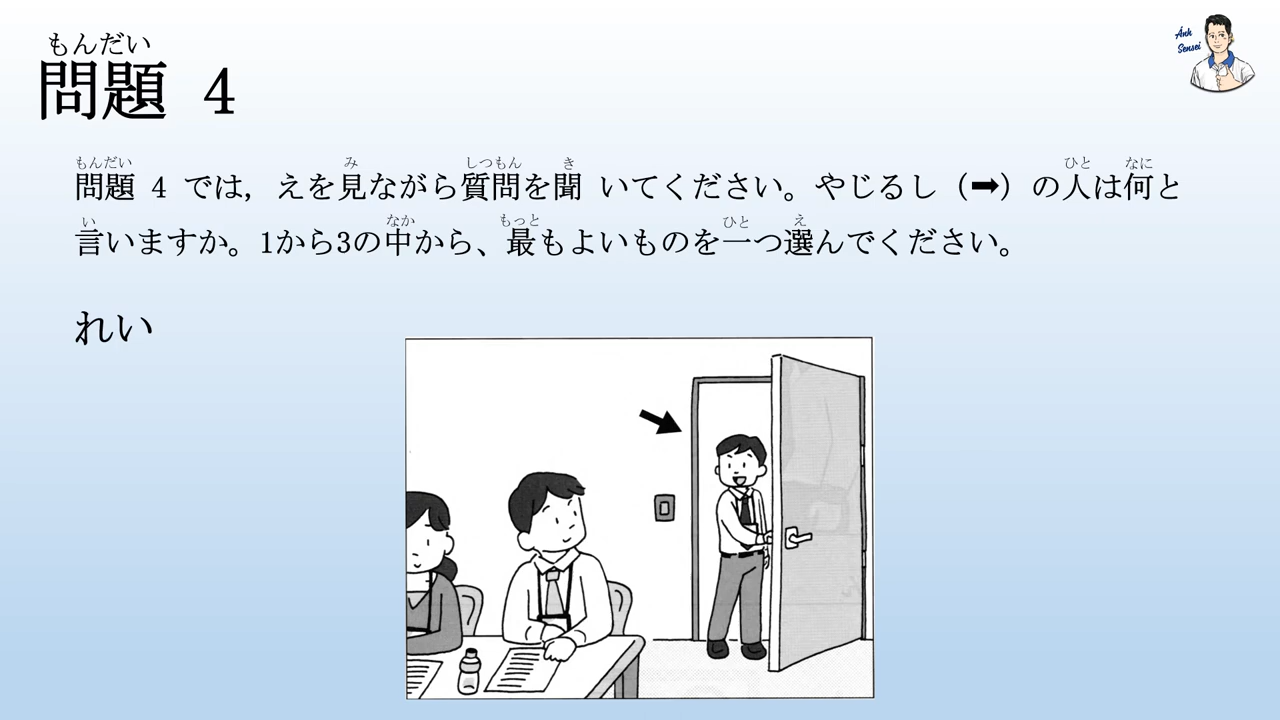 もんだい
問題 4
Ánh
Sensei
もんだい み しつもん き ひと なに
問題 4 では, えを見ながら質問を聞 いてください。やじるし (➡) の人は何と
い なか もっと ひと え
言いますか。1から3の中から、最もよいものを一つ選んでください。
れい